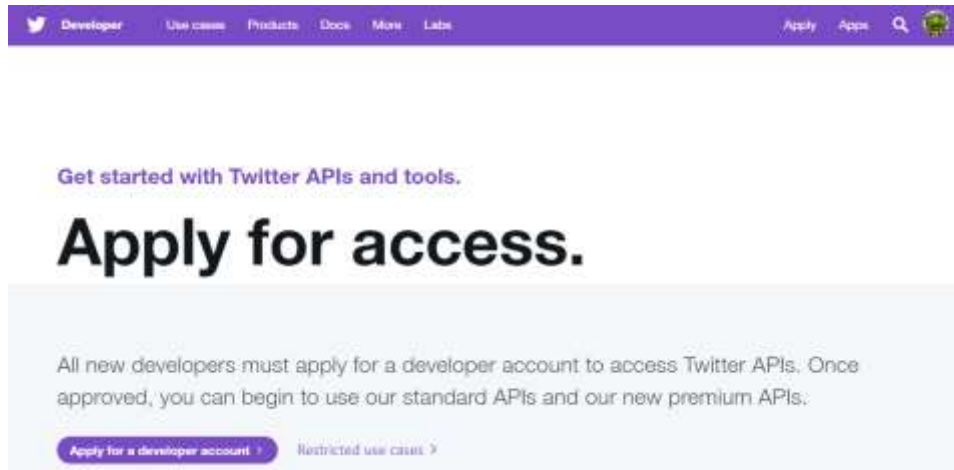 Developer Use cases Products Docs More Labs Apply Apps
Get started with Twitter APIs and tools.
Apply for access.
All new developers must apply for a developer account to access Twitter APIs. Once
approved, you can begin to use our standard APIs and our new premium APIs.
Apply for a developer account › Restricted use cases ›